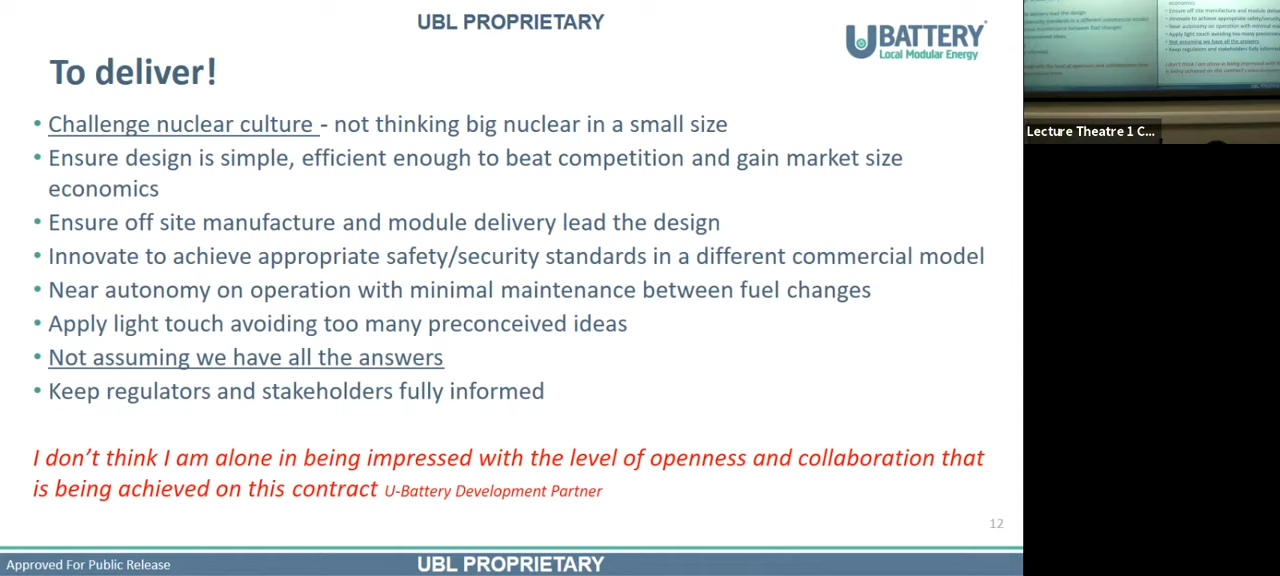 UBL PROPRIETARY
UBATTERY
Local Modular Energy
To deliver!
• Challenge nuclear culture - not thinking big nuclear in a small size
• Ensure design is simple, efficient enough to beat competition and gain market size
economics
• Ensure off site manufacture and module delivery lead the design
• Innovate to achieve appropriate safety/security standards in a different commercial model
• Near autonomy on operation with minimal maintenance between fuel changes
• Apply light touch avoiding too many preconceived ideas
• Not assuming we have all the answers
• Keep regulators and stakeholders fully informed
I don’t think I am alone in being impressed with the level of openness and collaboration that
is being achieved on this contract U-Battery Development Partner
12
Approved For Public Release
UBL PROPRIETARY
economics
Lecture Theatre 1 C...